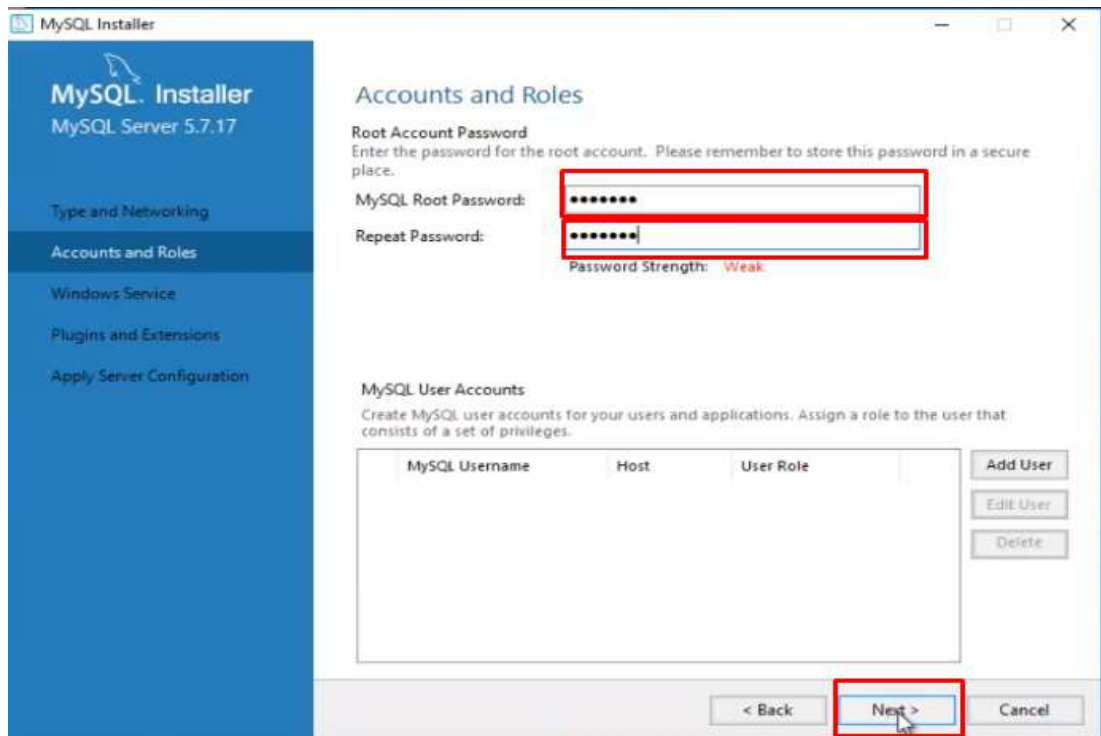 MySQL Installer
MySQL. Installer
MySQL Server 5.7.17
Type and Networking
Accounts and Roles
Windows Service
Plugins and Extensions
Apply Server Configuration
Accounts and Roles
Root Account Password
Enter the password for the root account. Please remember to store this password in a secure
place.
MySQL Root Password: •••••••
Repeat Password: •••••••
Password Strength: Weak
MySQL User Accounts
Create MySQL user accounts for your users and applications. Assign a role to the user that
consists of a set of privileges.
MySQL Username Host User Role
Add User
Edit User
Delete
< Back Next > Cancel